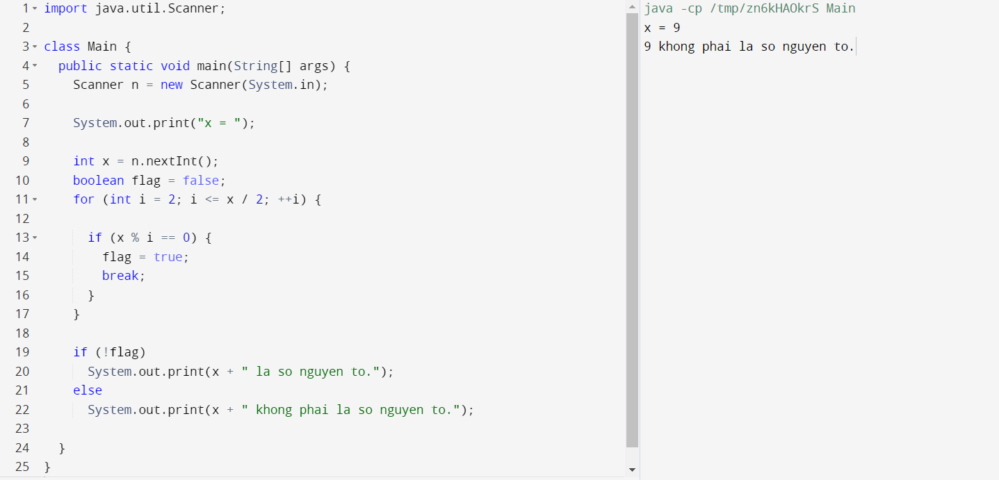 1 import java.util.Scanner;
2
3 class Main {
4   public static void main(String[] args) {
5     Scanner n = new Scanner(System.in);
6
7     System.out.print("x = ");
8
9     int x = n.nextInt();
10     boolean flag = false;
11     for (int i = 2; i <= x / 2; ++i) {
12
13       if (x % i == 0) {
14         flag = true;
15         break;
16       }
17     }
18
19     if (!flag)
20       System.out.print(x + " la so nguyen to.");
21     else
22       System.out.print(x + " khong phai la so nguyen to.");
23
24   }
25 }
java -cp /tmp/zn6kHAOkrS Main
x = 9
9 khong phai la so nguyen to.